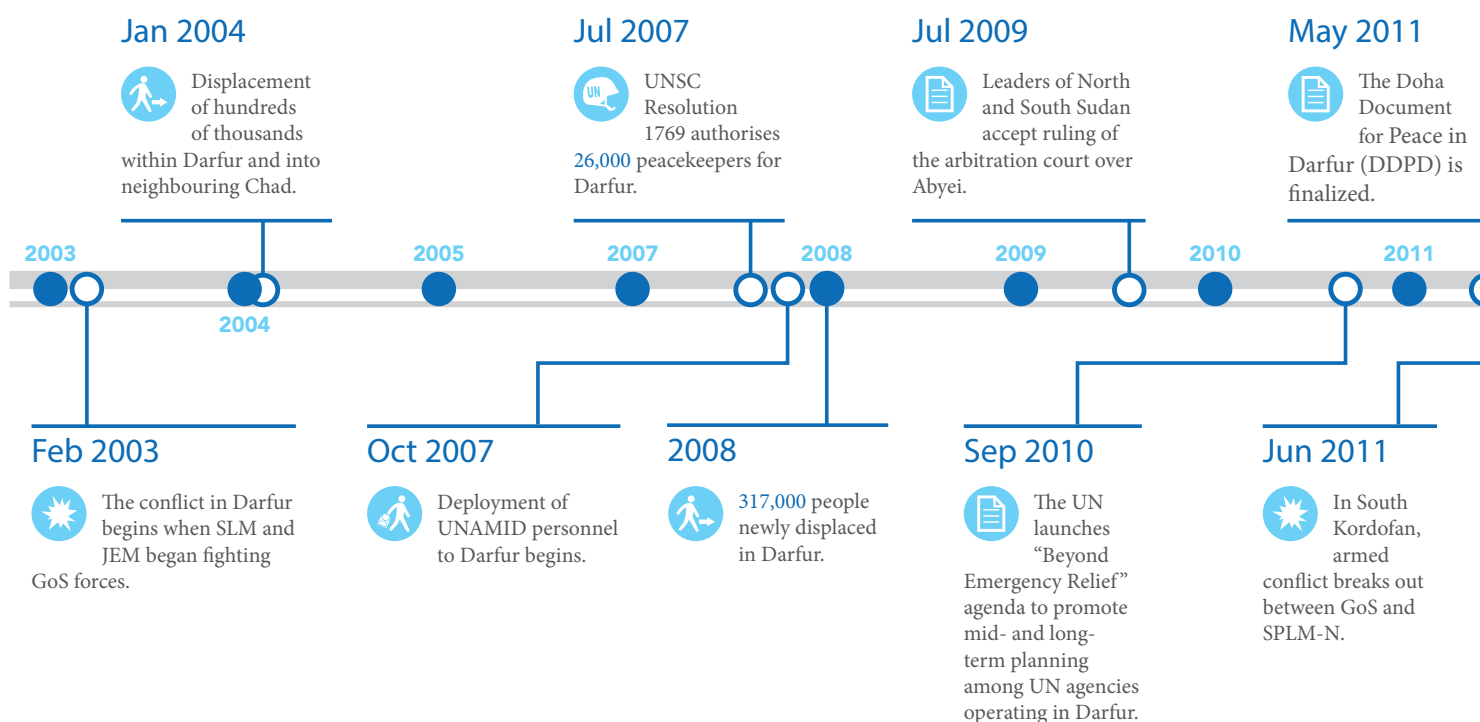 Jan 2004
Displacement
of hundreds
of thousands
within Darfur and into
neighbouring Chad.
Jul 2007
UN
UNSC
Resolution
1769 authorises
26,000 peacekeepers for
Darfur.
Jul 2009
Leaders of North
and South Sudan
accept ruling of
the arbitration court over
Abyei.
May 2011
The Doha
Document
for Peace in
Darfur (DDPD) is
finalized.
2003
2004
2005
2007
2008
2009
2010
2011
Feb 2003
The conflict in Darfur
begins when SLM and
JEM began fighting
GoS forces.
Oct 2007
Deployment of
UNAMID personnel
to Darfur begins.
2008
317,000 people
newly displaced
in Darfur.
Sep 2010
The UN
launches
“Beyond
Emergency Relief”
agenda to promote
mid- and long-
term planning
among UN agencies
operating in Darfur.
Jun 2011
In South
Kordofan,
armed
conflict breaks out
between GoS and
SPLM-N.